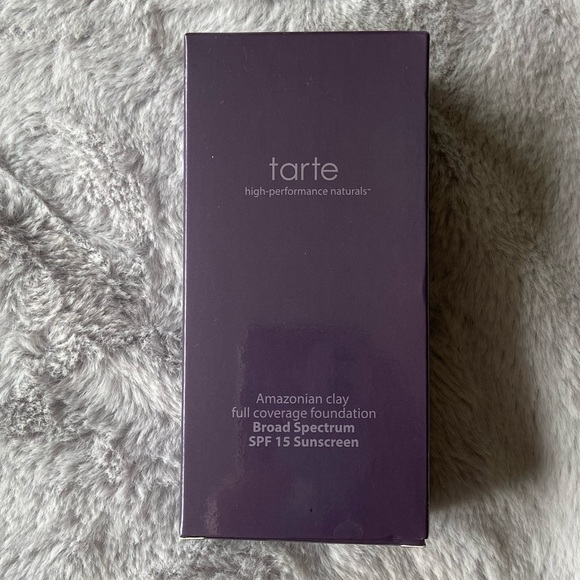 tarte
high-performance naturals™
Amazonian clay
full coverage foundation
Broad Spectrum
SPF 15 Sunscreen